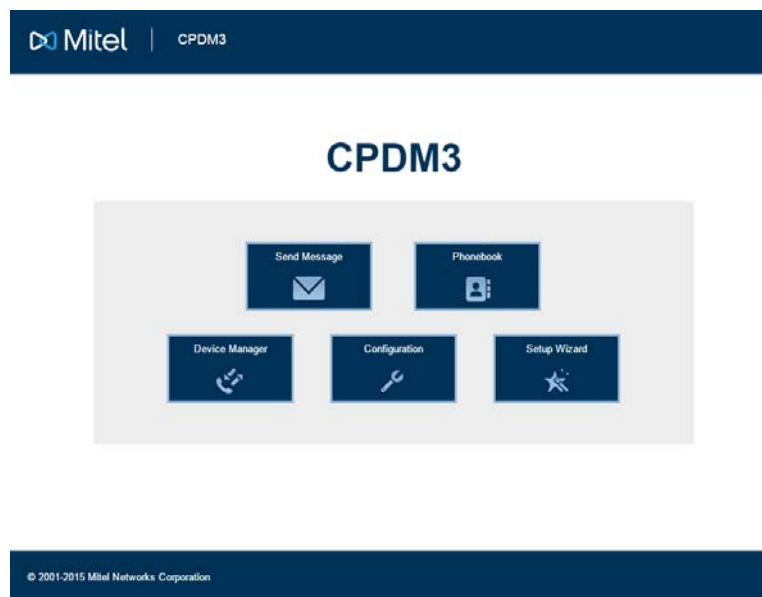 Mitel | CPDM3
CPDM3
Send Message Phonebook
Device Manager Configuration Setup Wizard
© 2001-2015 Mitel Networks Corporation